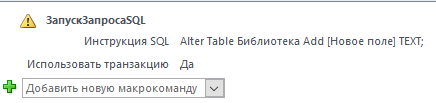 ЗапускЗапросаSQL
Инструкция SQL Alter Table Библиотека Add [Новое поле] TEXT;
Использовать транзакцию Да
Добавить новую макрокоманду